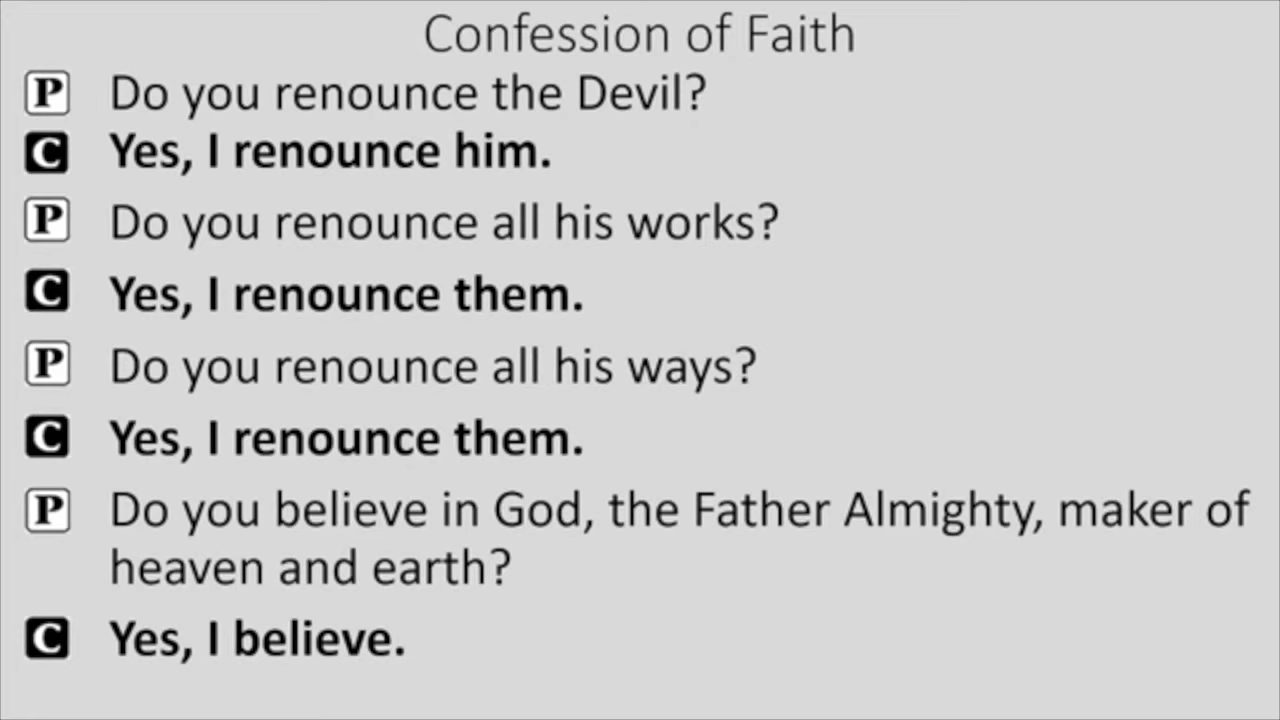 Confession of Faith
P Do you renounce the Devil?
C Yes, I renounce him.
P Do you renounce all his works?
C Yes, I renounce them.
P Do you renounce all his ways?
C Yes, I renounce them.
P Do you believe in God, the Father Almighty, maker of
heaven and earth?
C Yes, I believe.